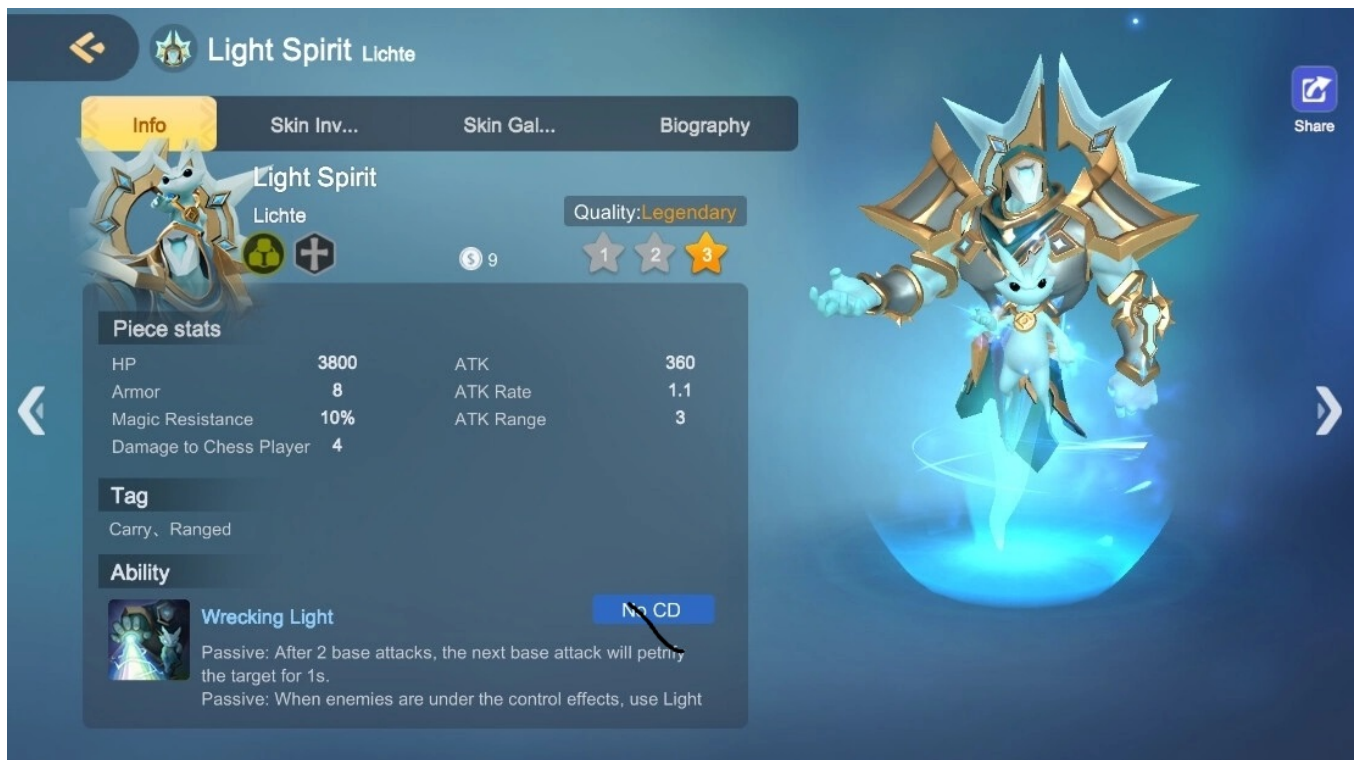 Light Spirit Lichte
Share
Info Skin Inv... Skin Gal... Biography
Light Spirit
Lichte
Quality:Legendary
9
1 2 3
Piece stats
HP 3800 ATK 360
Armor 8 ATK Rate 1.1
Magic Resistance 10% ATK Range 3
Damage to Chess Player 4
Tag
Carry、Ranged
Ability
Wrecking Light No CD
Passive: After 2 base attacks, the next base attack will petrify
the target for 1s.
Passive: When enemies are under the control effects, use Light